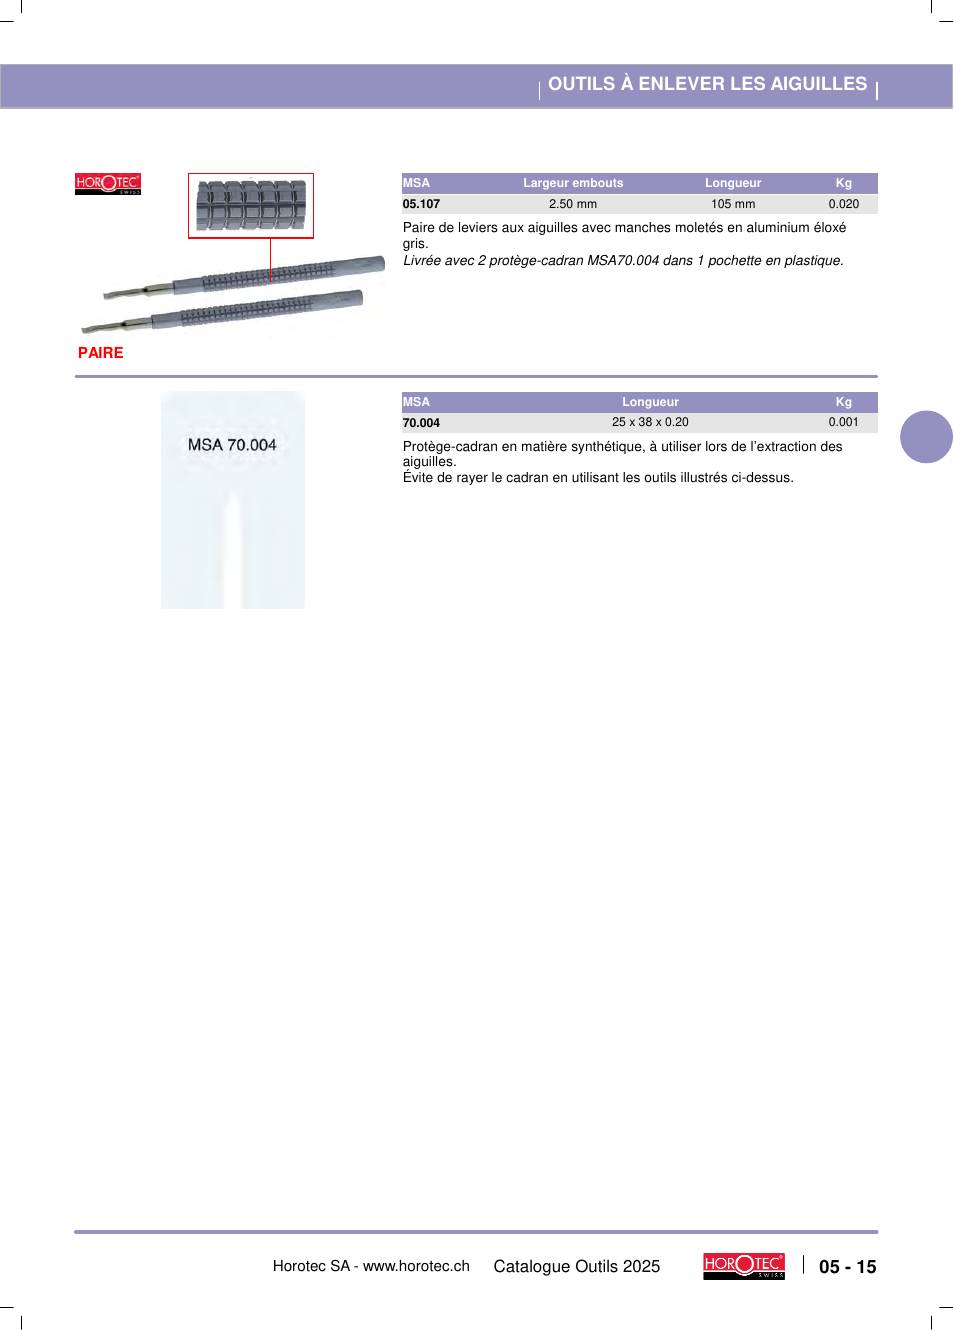 OUTILS À ENLEVER LES AIGUILLES
HOROTEC
SWISS
MSA Largeur embouts Longueur Kg
05.107 2.50 mm 105 mm 0.020
Paire de leviers aux aiguilles avec manches moletés en aluminium éloxé
gris.
Livrée avec 2 protège-cadran MSA70.004 dans 1 pochette en plastique.
PAIRE
MSA Longueur Kg
70.004 25 x 38 x 0.20 0.001
MSA 70.004
Protège-cadran en matière synthétique, à utiliser lors de l'extraction des
aiguilles.
Évite de rayer le cadran en utilisant les outils illustrés ci-dessus.
Horotec SA - www.horotec.ch Catalogue Outils 2025 HOROTEC SWISS 05 - 15